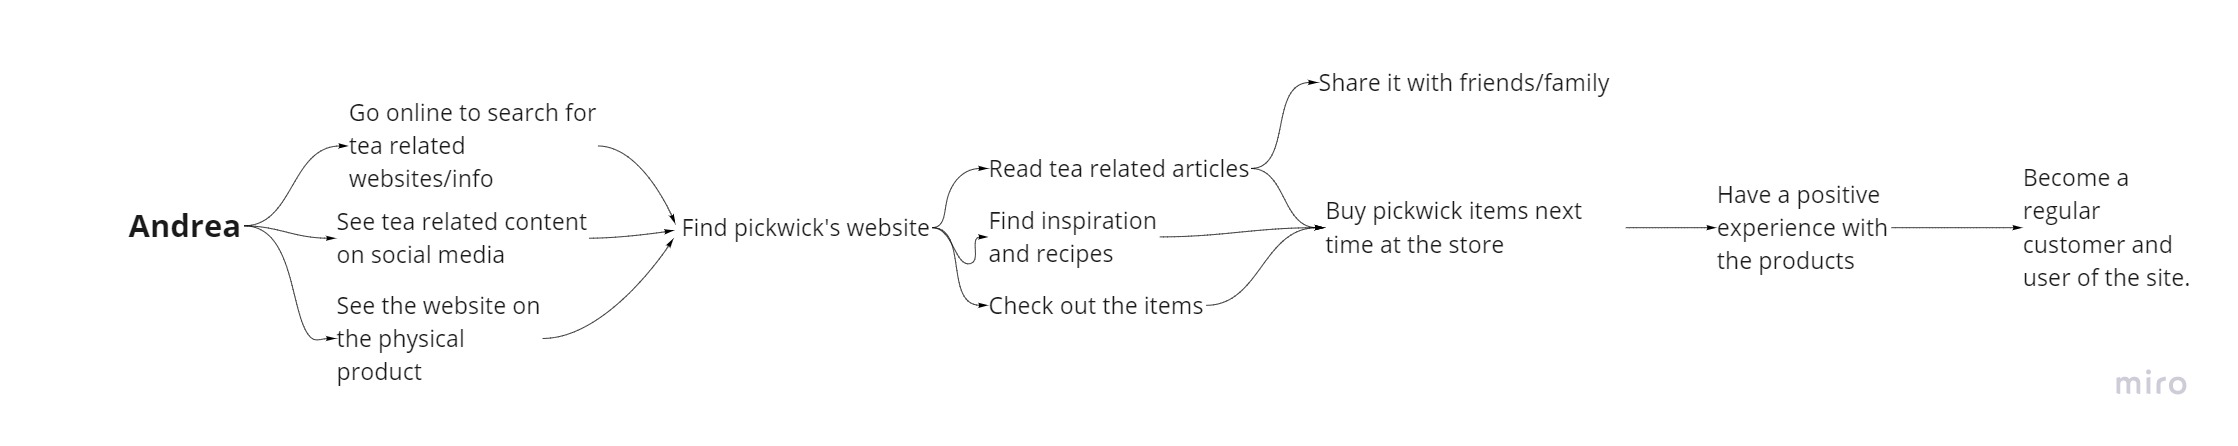 Andrea
Go online to search for
tea related
websites/info
See tea related content
on social media
See the website on
the physical
product
Find pickwick's website
Read tea related articles
Find inspiration
and recipes
Check out the items
Share it with friends/family
Buy pickwick items next
time at the store
Have a positive
experience with
the products
Become a
regular
customer and
user of the site.
miro